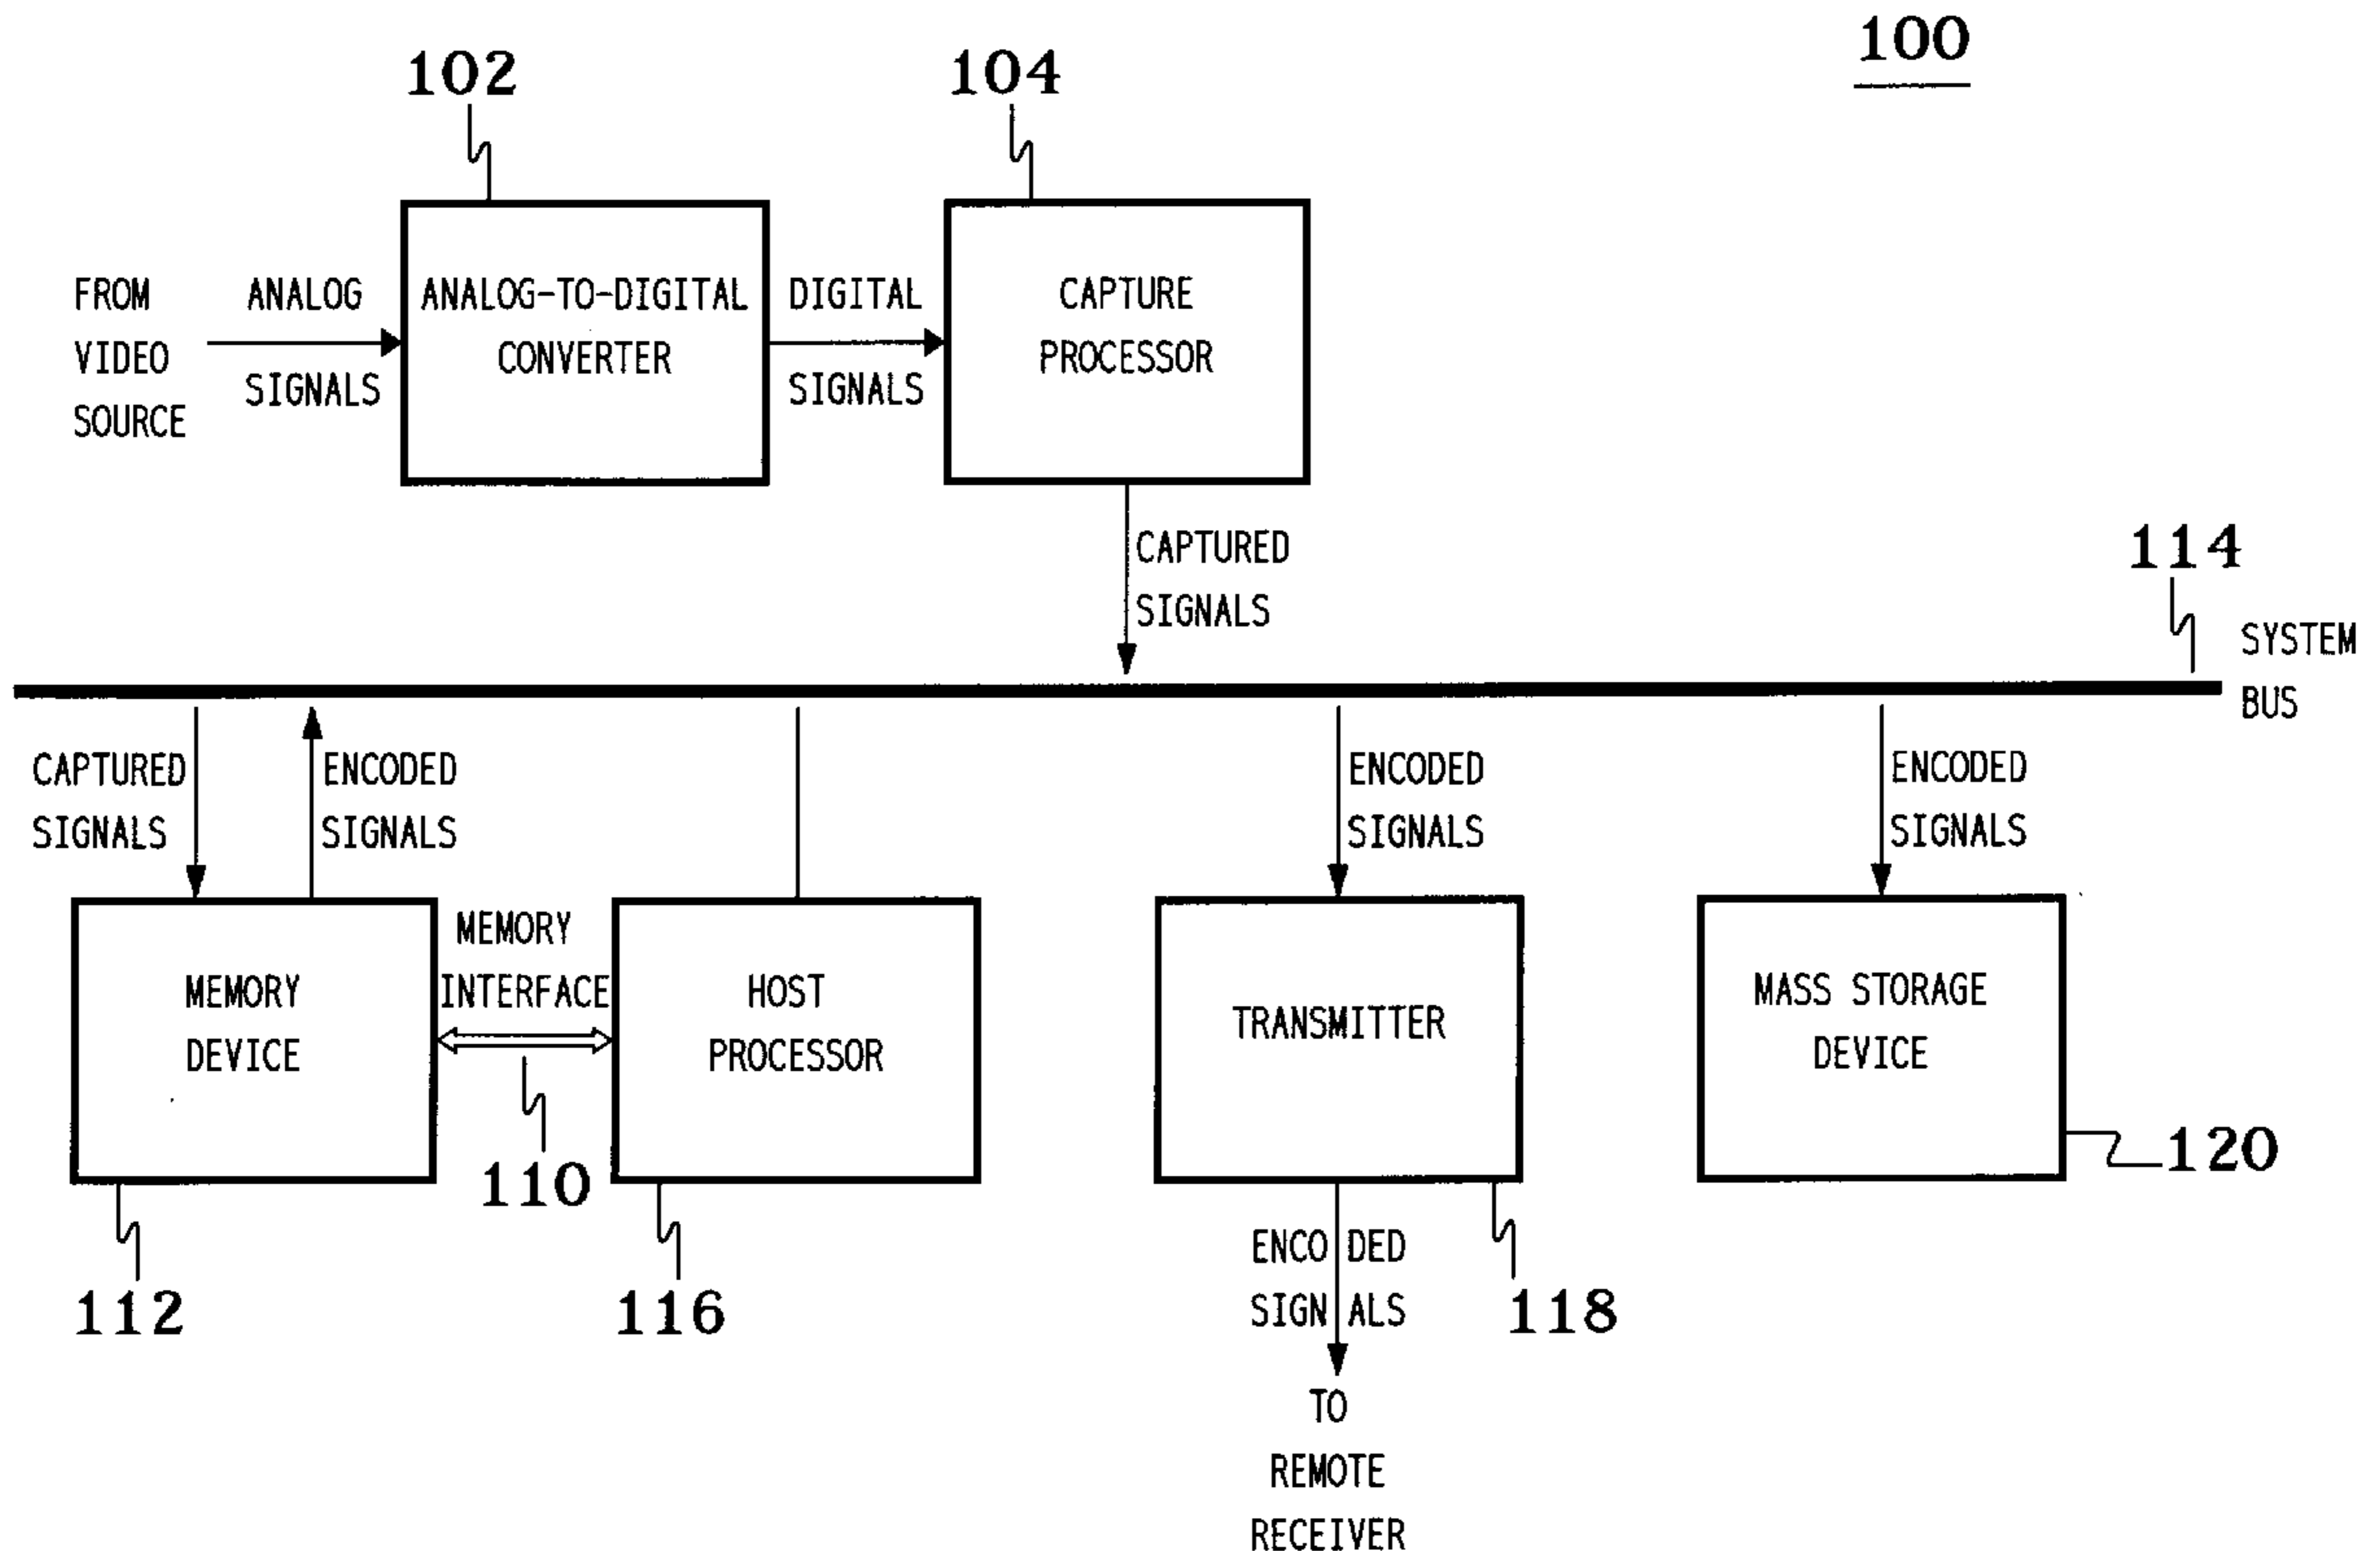 100
102
104
FROM
VIDEO
SOURCE
ANALOG
SIGNALS
ANALOG-TO-DIGITAL
CONVERTER
DIGITAL
SIGNALS
CAPTURE
PROCESSOR
CAPTURED
SIGNALS
114
SYSTEM
BUS
CAPTURED
SIGNALS
ENCODED
SIGNALS
ENCODED
SIGNALS
ENCODED
SIGNALS
MEMORY
DEVICE
MEMORY
INTERFACE
HOST
PROCESSOR
TRANSMITTER
MASS STORAGE
DEVICE
110
120
112
116
ENCODED
SIGNALS
118
TO
REMOTE
RECEIVER